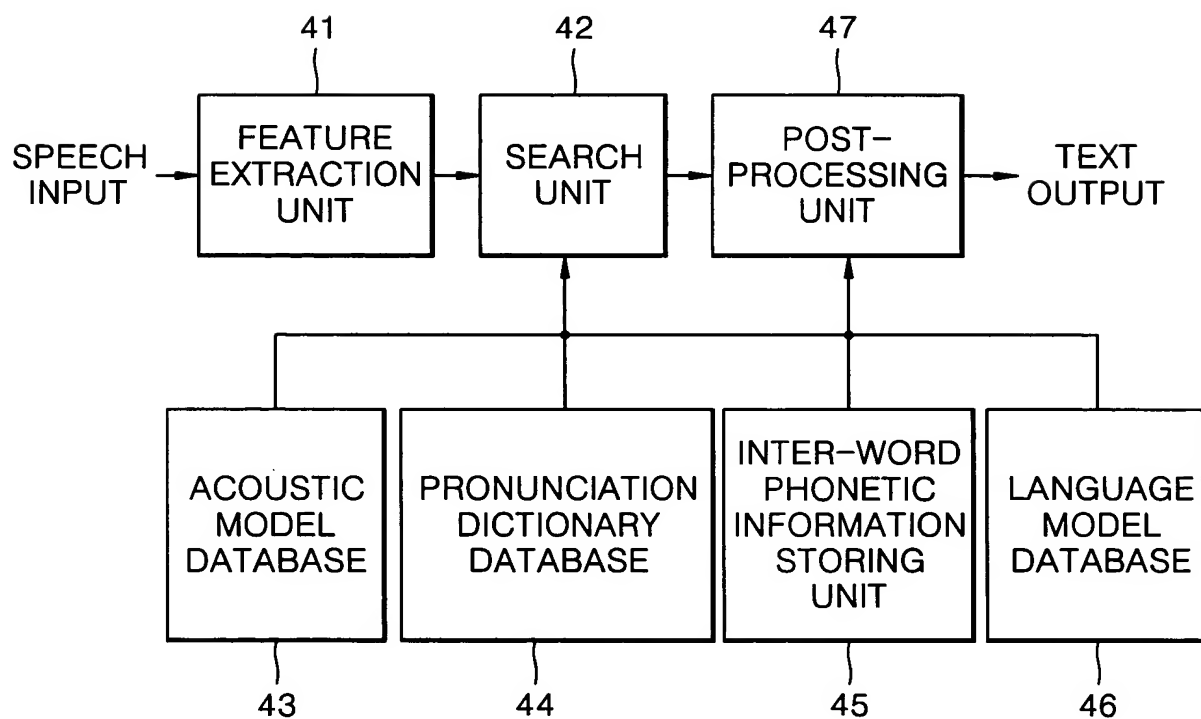 41
42
47
SPEECH
INPUT
FEATURE
EXTRACTION
UNIT
SEARCH
UNIT
POST-
PROCESSING
UNIT
TEXT
OUTPUT
ACOUSTIC
MODEL
DATABASE
PRONUNCIATION
DICTIONARY
DATABASE
INTER-WORD
PHONETIC
INFORMATION
STORING
UNIT
LANGUAGE
MODEL
DATABASE
43
44
45
46